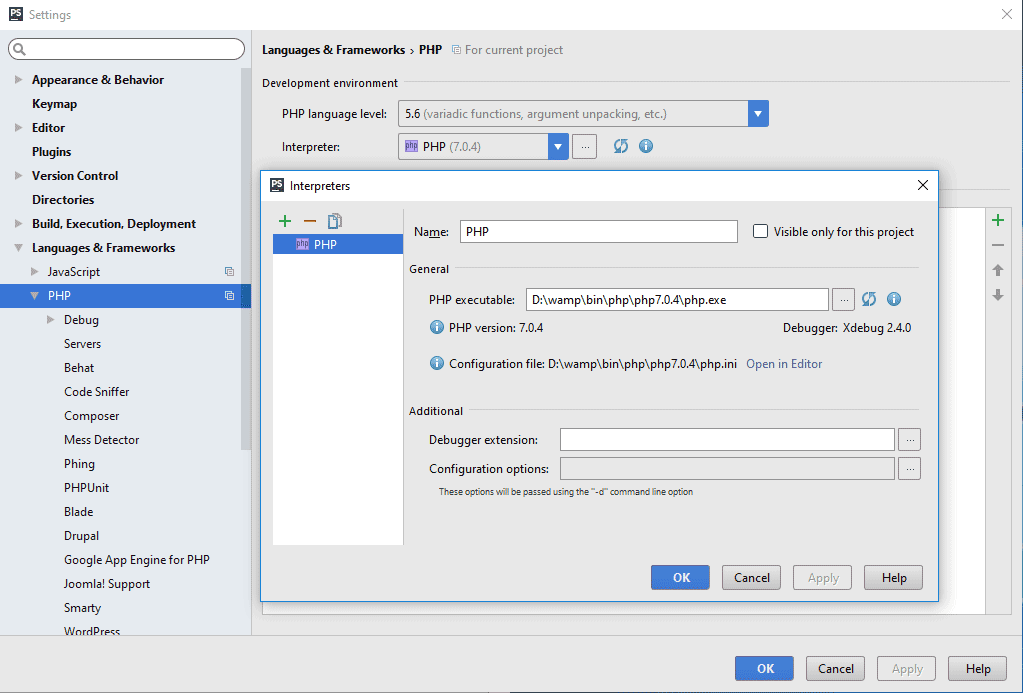 PS Settings
Appearance & Behavior
Keymap
Editor
Plugins
Version Control
Directories
Build, Execution, Deployment
Languages & Frameworks
JavaScript
PHP
Debug
Servers
Behat
Code Sniffer
Composer
Mess Detector
Phing
PHPUnit
Blade
Drupal
Google App Engine for PHP
Joomla! Support
Smarty
WordPress
Languages & Frameworks › PHP For current project
Development environment
PHP language level: 5.6 (variadic functions, argument unpacking, etc.)
Interpreter: php PHP (7.0.4) ...
PS Interpreters
php PHP
Name: PHP Visible only for this project
General
PHP executable: D:\wamp\bin\php\php7.0.4\php.exe ...
PHP version: 7.0.4 Debugger: Xdebug 2.4.0
Configuration file: D:\wamp\bin\php\php7.0.4\php.ini Open in Editor
Additional
Debugger extension: ...
Configuration options: ...
These options will be passed using the "-d" command line option
OK Cancel Apply Help
OK Cancel Apply Help